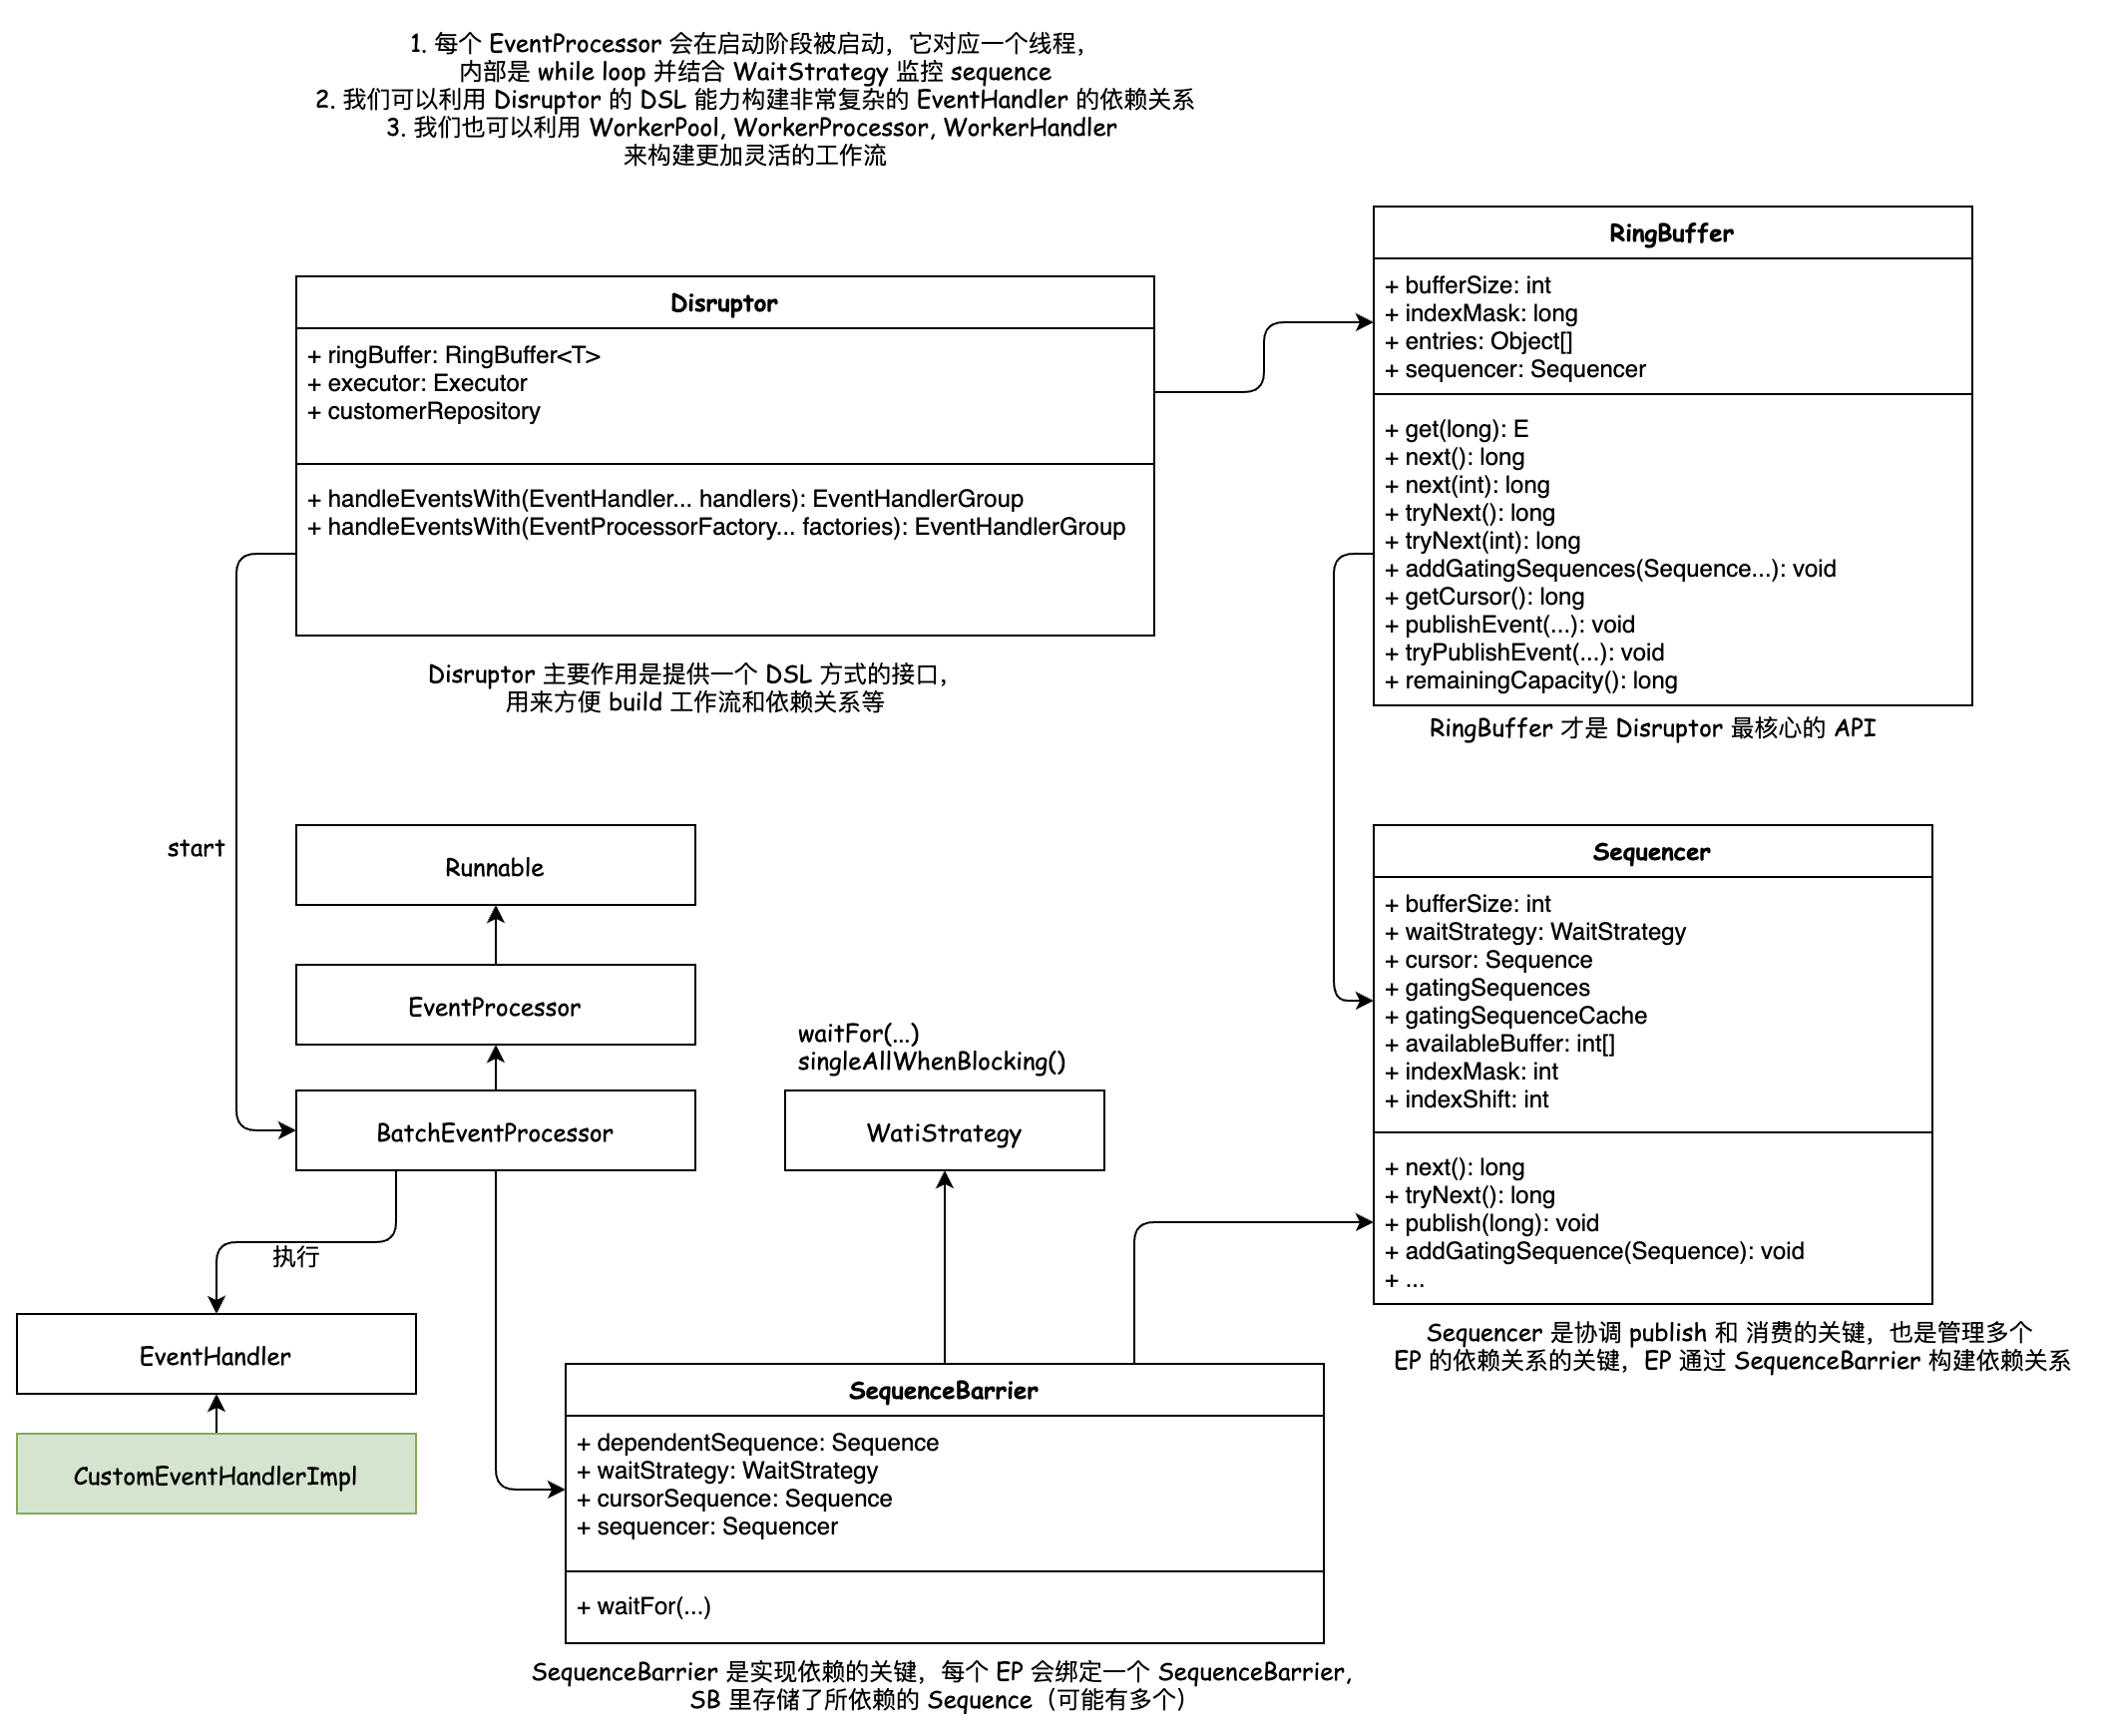 1. 每个 EventProcessor 会在启动阶段被启动，它对应一个线程，
内部是 while loop 并结合 WaitStrategy 监控 sequence
2. 我们可以利用 Disruptor 的 DSL 能力构建非常复杂的 EventHandler 的依赖关系
3. 我们也可以利用 WorkerPool, WorkerProcessor, WorkerHandler
来构建更加灵活的工作流
Disruptor
+ ringBuffer: RingBuffer<T>
+ executor: Executor
+ customerRepository
+ handleEventsWith(EventHandler... handlers): EventHandlerGroup
+ handleEventsWith(EventProcessorFactory... factories): EventHandlerGroup
Disruptor 主要作用是提供一个 DSL 方式的接口，
用来方便 build 工作流和依赖关系等
RingBuffer
+ bufferSize: int
+ indexMask: long
+ entries: Object[]
+ sequencer: Sequencer
+ get(long): E
+ next(): long
+ next(int): long
+ tryNext(): long
+ tryNext(int): long
+ addGatingSequences(Sequence...): void
+ getCursor(): long
+ publishEvent(...): void
+ tryPublishEvent(...): void
+ remainingCapacity(): long
RingBuffer 才是 Disruptor 最核心的 API
start
Runnable
EventProcessor
BatchEventProcessor
执行
EventHandler
CustomEventHandlerImpl
waitFor(...)
singleAllWhenBlocking()
WatiStrategy
Sequencer
+ bufferSize: int
+ waitStrategy: WaitStrategy
+ cursor: Sequence
+ gatingSequences
+ gatingSequenceCache
+ availableBuffer: int[]
+ indexMask: int
+ indexShift: int
+ next(): long
+ tryNext(): long
+ publish(long): void
+ addGatingSequence(Sequence): void
+ ...
Sequencer 是协调 publish 和 消费的关键，也是管理多个
EP 的依赖关系的关键，EP 通过 SequenceBarrier 构建依赖关系
SequenceBarrier
+ dependentSequence: Sequence
+ waitStrategy: WaitStrategy
+ cursorSequence: Sequence
+ sequencer: Sequencer
+ waitFor(...)
SequenceBarrier 是实现依赖的关键，每个 EP 会绑定一个 SequenceBarrier,
SB 里存储了所依赖的 Sequence（可能有多个）